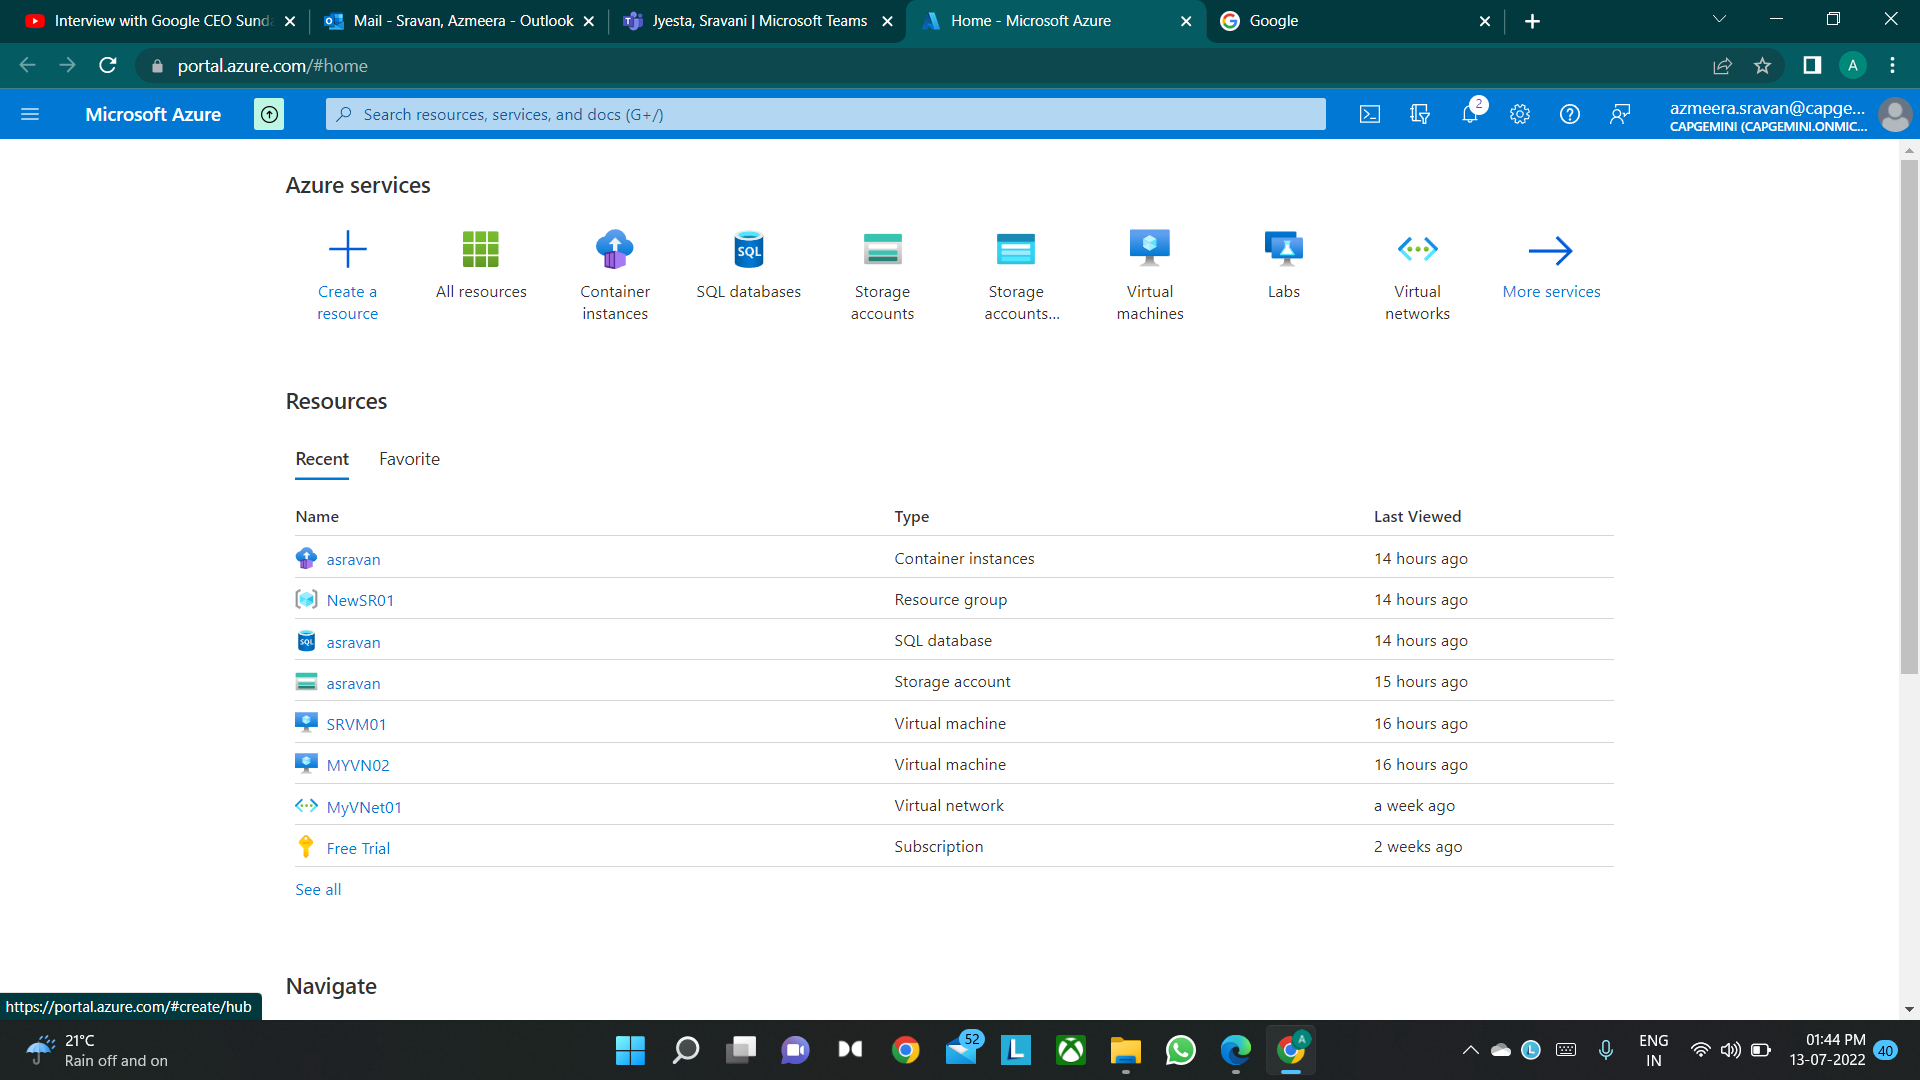 Interview with Google CEO Sund
Mail - Sravan, Azmeera - Outlook
Jyesta, Sravani | Microsoft Teams
Home - Microsoft Azure
Google
portal.azure.com/#home
A
Microsoft Azure
Search resources, services, and docs (G+/)
2
azmeera.sravan@capge...
CAPGEMINI (CAPGEMINI.ONMIC...
Azure services
Create a resource
All resources
Container instances
SQL
SQL databases
Storage accounts
Storage accounts...
Virtual machines
Labs
Virtual networks
More services
Resources
Recent Favorite
Name Type Last Viewed
asravan Container instances 14 hours ago
NewSR01 Resource group 14 hours ago
SQL asravan SQL database 14 hours ago
asravan Storage account 15 hours ago
SRVM01 Virtual machine 16 hours ago
MYVN02 Virtual machine 16 hours ago
MyVNet01 Virtual network a week ago
Free Trial Subscription 2 weeks ago
See all
Navigate
https://portal.azure.com/#create/hub
21°C
Rain off and on
52
L
A
L
ENG
IN
01:44 PM
13-07-2022
40